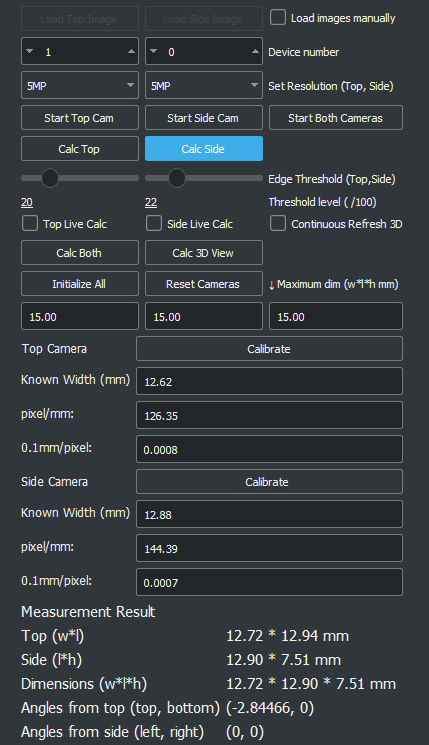 Load Top Image Load Side Image Load images manually
1 0 Device number
5MP 5MP Set Resolution (Top, Side)
Start Top Cam Start Side Cam Start Both Cameras
Calc Top Calc Side
Edge Threshold (Top,Side)
20 22 Threshold level ( /100)
Top Live Calc Side Live Calc Continuous Refresh 3D
Calc Both Calc 3D View
Initialize All Reset Cameras ↓ Maximum dim (w*l*h mm)
15.00 15.00 15.00
Top Camera Calibrate
Known Width (mm) 12.62
pixel/mm: 126.35
0.1mm/pixel: 0.0008
Side Camera Calibrate
Known Width (mm) 12.88
pixel/mm: 144.39
0.1mm/pixel: 0.0007
Measurement Result
Top (w*l) 12.72 * 12.94 mm
Side (l*h) 12.90 * 7.51 mm
Dimensions (w*l*h) 12.72 * 12.90 * 7.51 mm
Angles from top (top, bottom) (-2.84466, 0)
Angles from side (left, right) (0, 0)